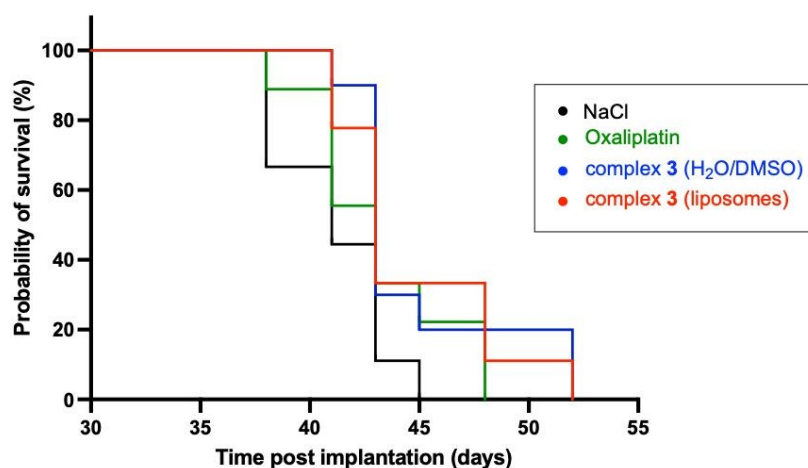 100
80
60
40
20
0
Probability of survival (%)
30 35 40 45 50 55
Time post implantation (days)
NaCl
Oxaliplatin
complex 3 (H₂O/DMSO)
complex 3 (liposomes)